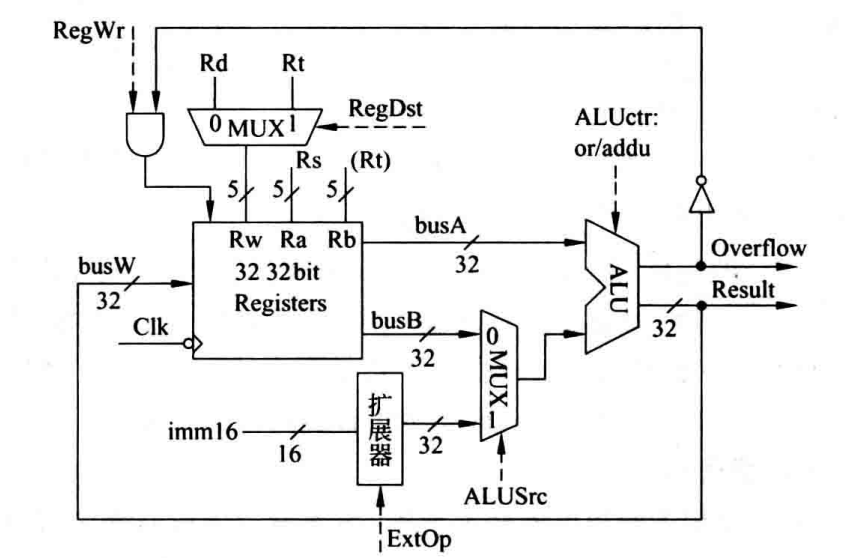 RegWr
Rd Rt
0 MUX 1
RegDst
ALUctr:
or/addu
Rs (Rt)
5 5 5
Rw Ra Rb
busA
32
Overflow
busW
32
32 32bit
Registers
ALU
Result
32
Clk
busB
32
0
MUX
1
imm16
16
扩展器
32
ALUSrc
ExtOp